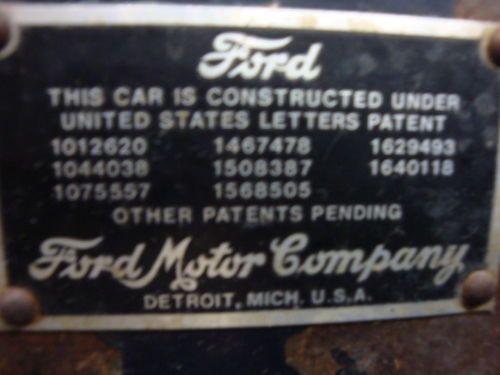 Ford
THIS CAR IS CONSTRUCTED UNDER
UNITED STATES LETTERS PATENT
1012620 1467478 1629493
1044038 1508387 1640118
1075557 1568505
OTHER PATENTS PENDING
Ford Motor Company
DETROIT, MICH. U.S.A.